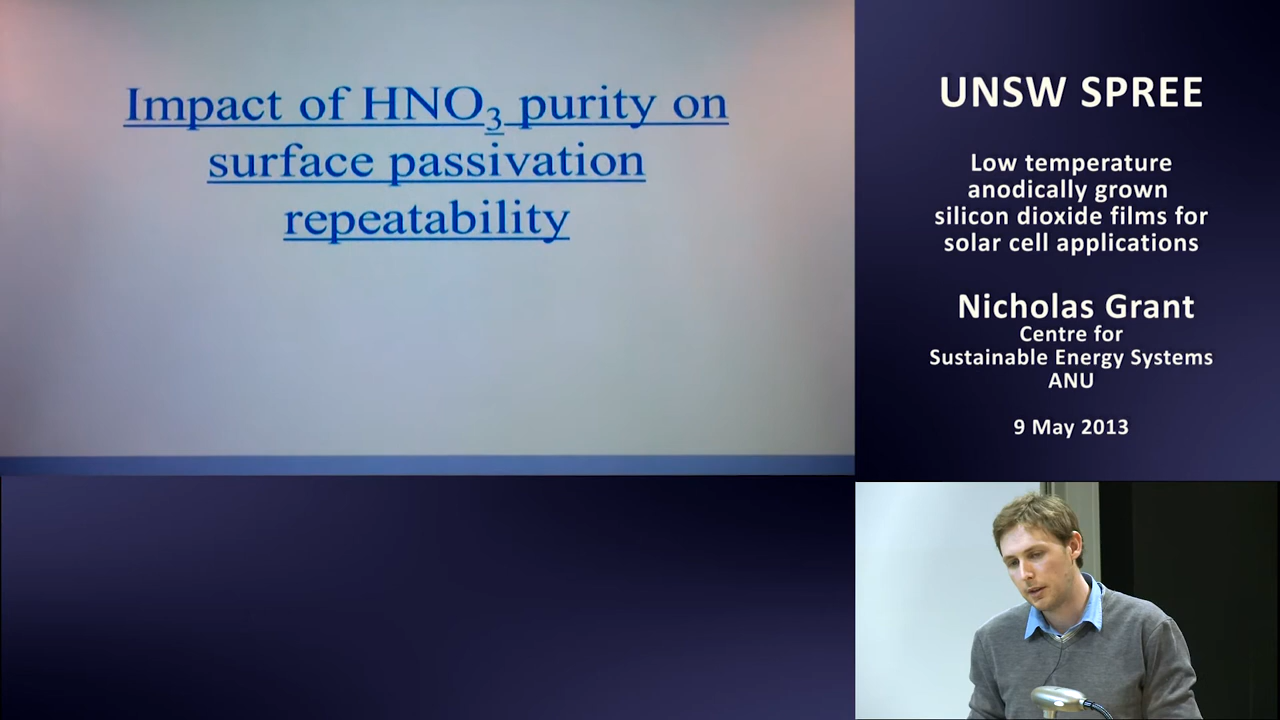 Impact of HNO₃ purity on
surface passivation
repeatability
UNSW SPREE
Low temperature
anodically grown
silicon dioxide films for
solar cell applications
Nicholas Grant
Centre for
Sustainable Energy Systems
ANU
9 May 2013